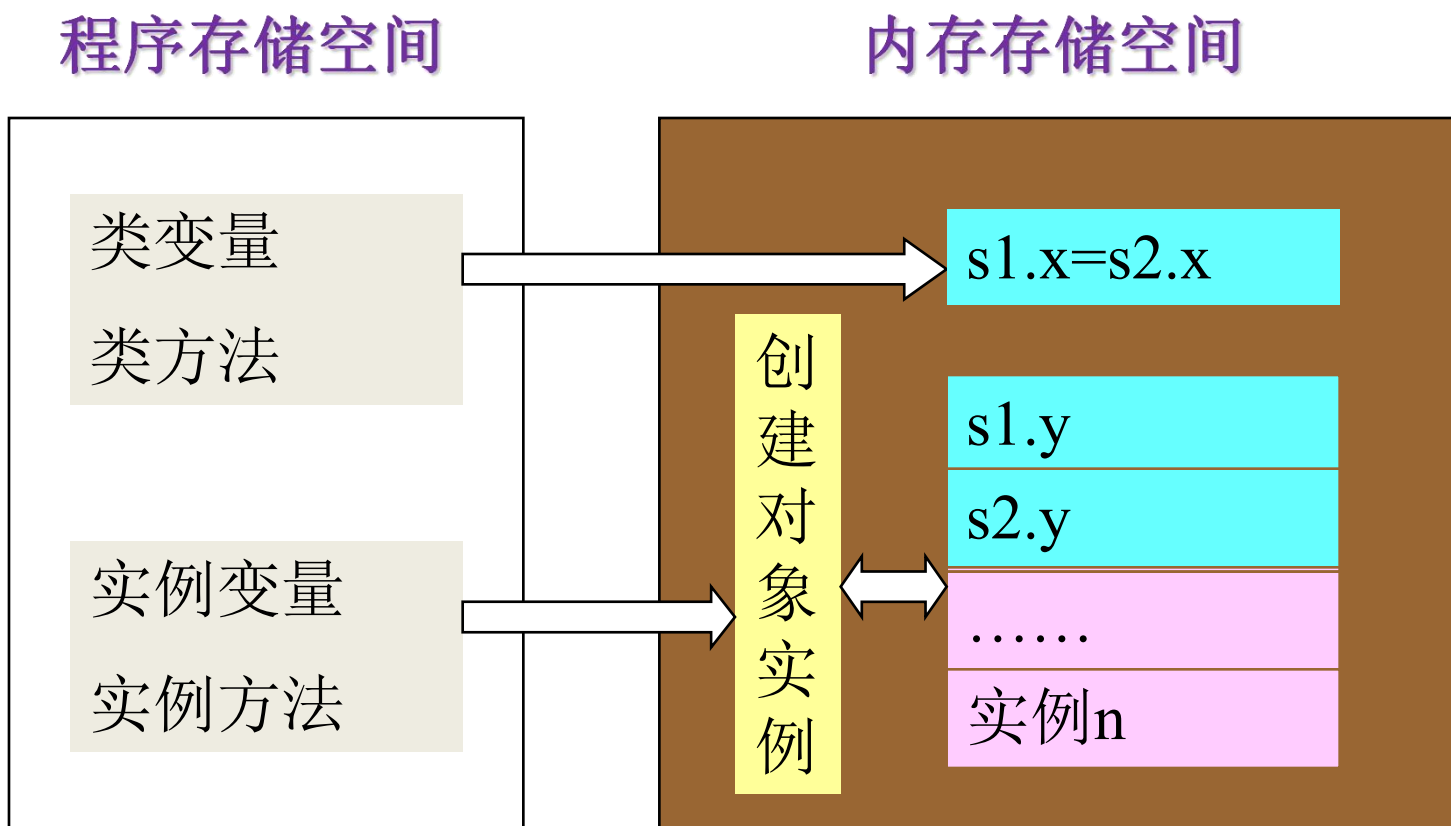 程序存储空间
内存存储空间
类变量
类方法
实例变量
实例方法
创建对象实例
s1.x=s2.x
s1.y
s2.y
……
实例n